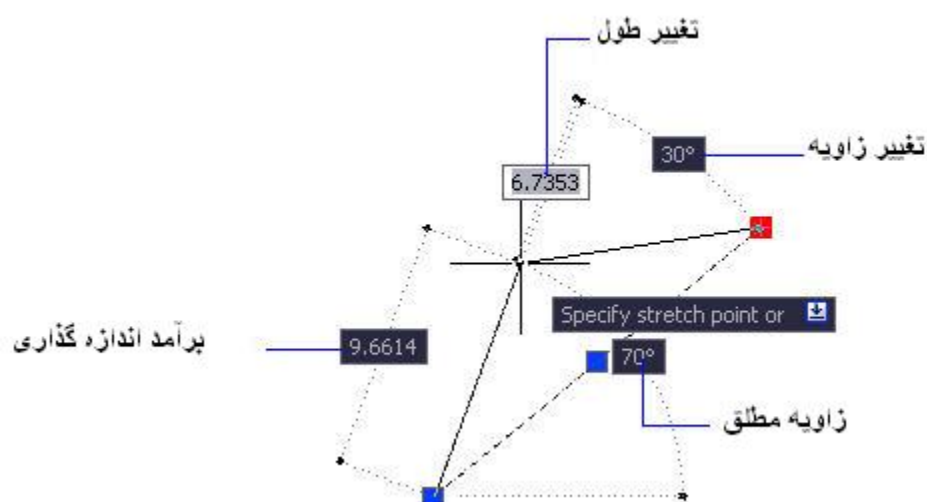 تغییر طول
تغییر زاویه
30°
6.7353
Specify stretch point or
برآمد اندازه گذاری
9.6614
70°
زاویه مطلق